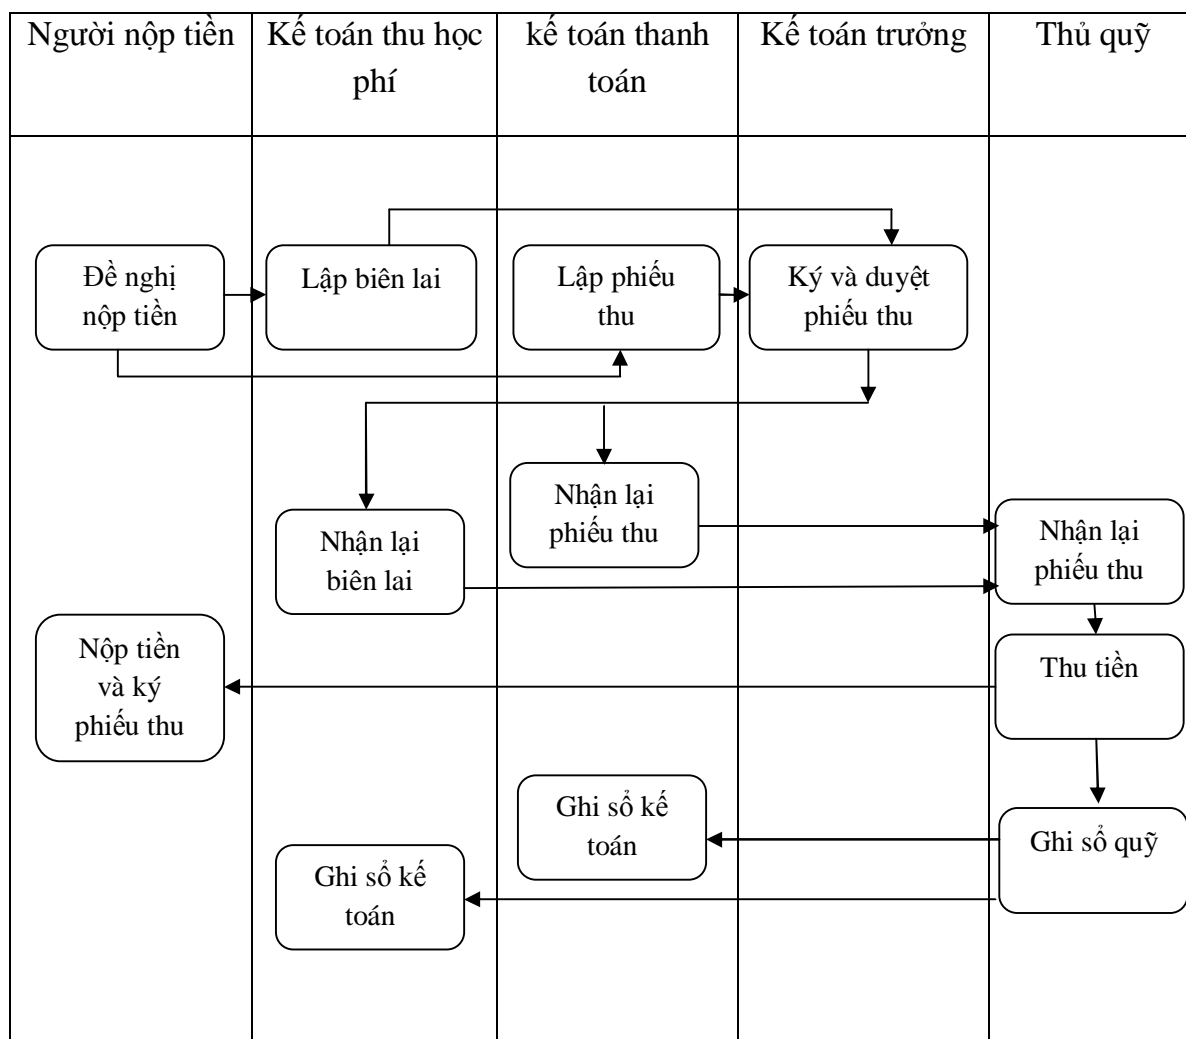 Người nộp tiền
Kế toán thu học
phí
kế toán thanh
toán
Kế toán trưởng
Thủ quỹ
Đề nghị
nộp tiền
Lập biên lai
Lập phiếu
thu
Ký và duyệt
phiếu thu
Nhận lại
biên lai
Nhận lại
phiếu thu
Nhận lại
phiếu thu
Nộp tiền
và ký
phiếu thu
Thu tiền
Ghi sổ kế
toán
Ghi sổ kế
toán
Ghi sổ quỹ